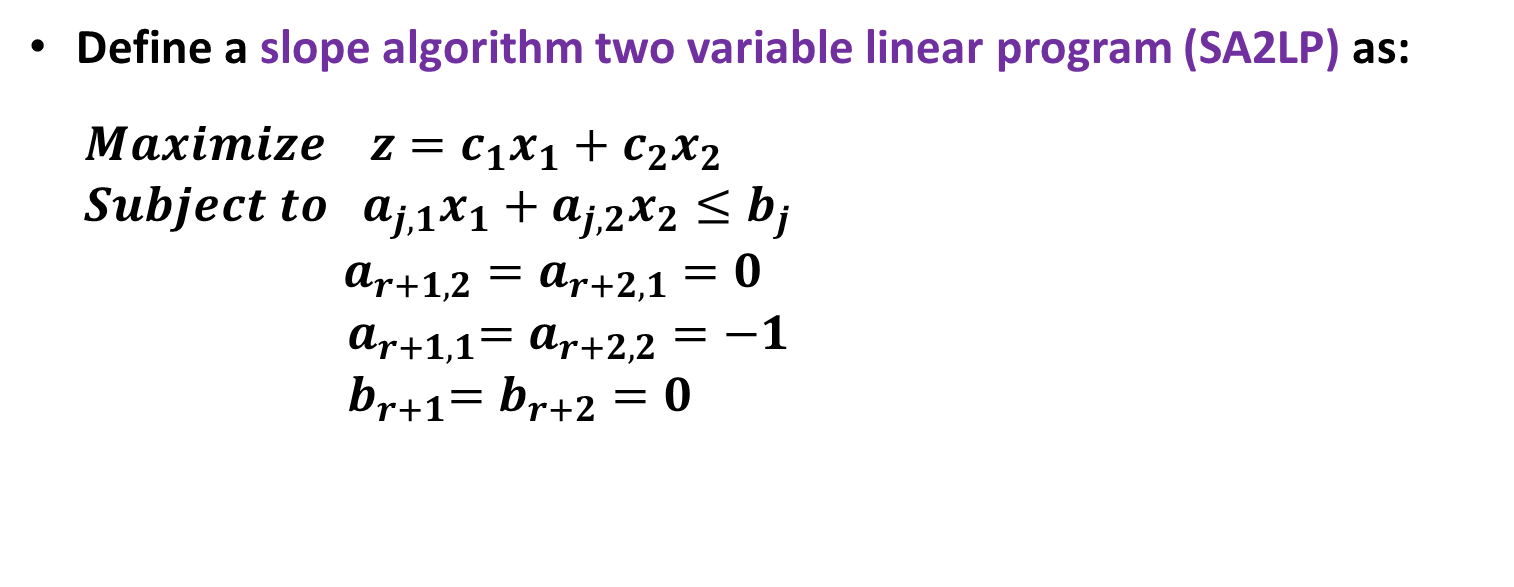 • Define a slope algorithm two variable linear program (SA2LP) as:
Maximize z = c₁x₁ + c₂x₂
Subject to a_{j,1}x₁ + a_{j,2}x₂ ≤ b_j
a_{r+1,2} = a_{r+2,1} = 0
a_{r+1,1} = a_{r+2,2} = −1
b_{r+1} = b_{r+2} = 0